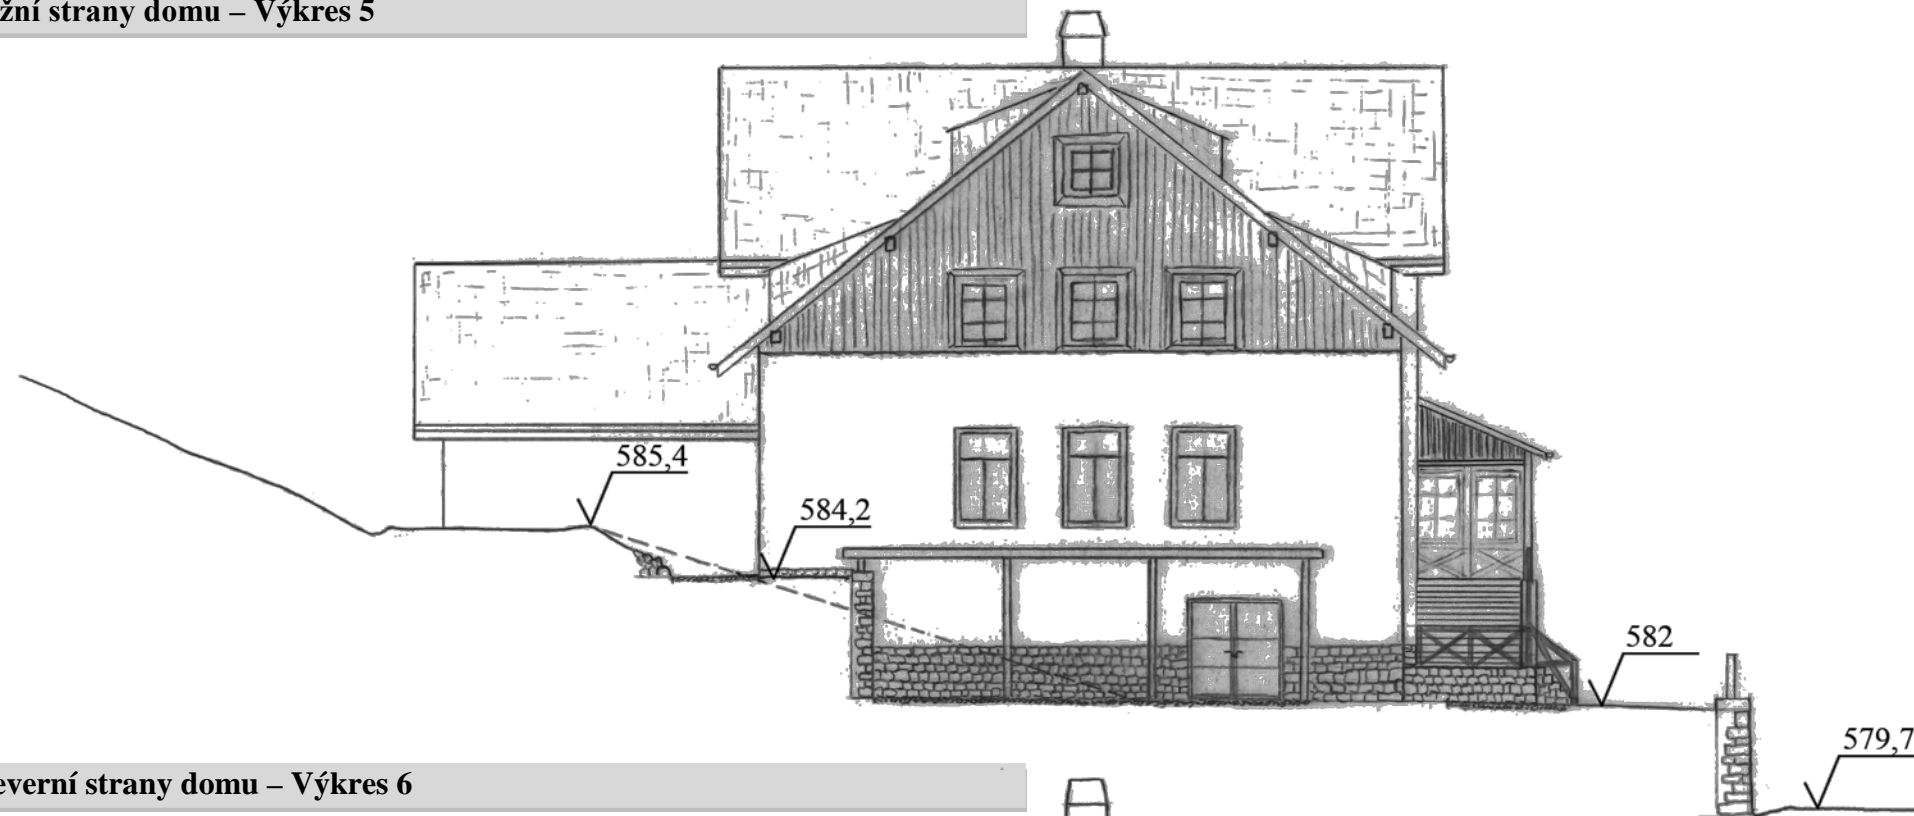 žní strany domu – Výkres 5
585,4
584,2
582
579,7
everní strany domu – Výkres 6